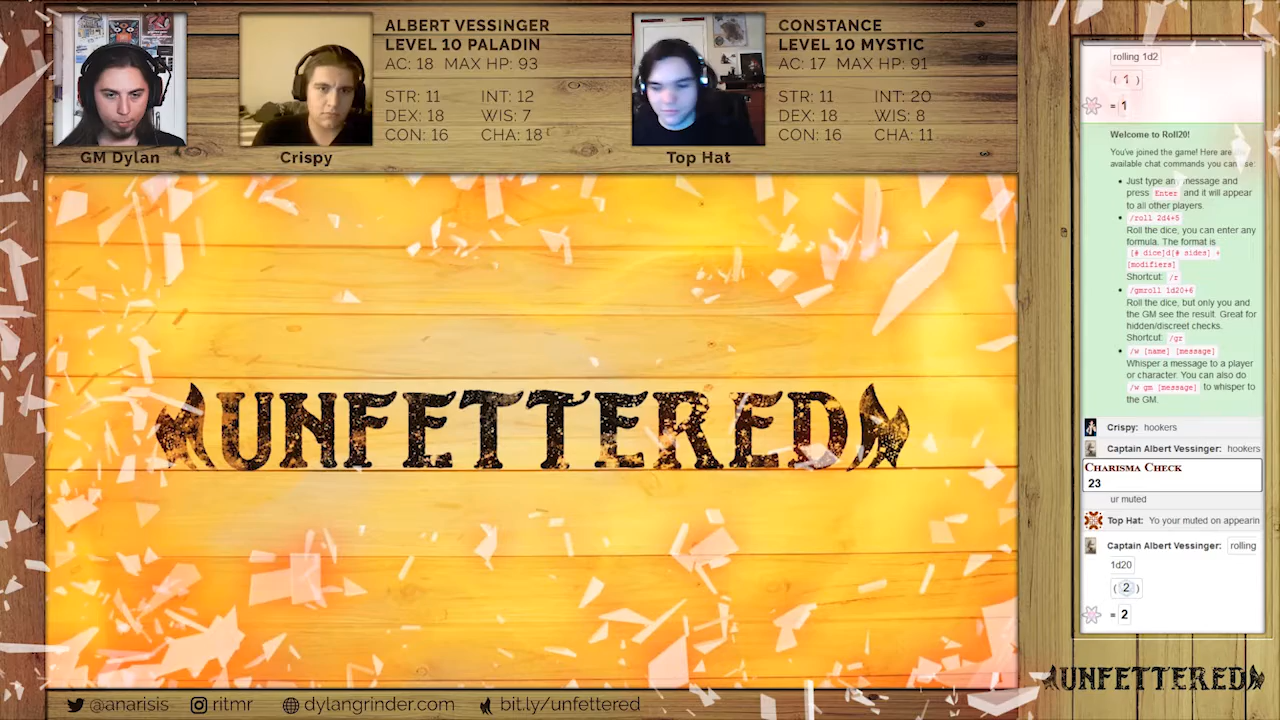 GM Dylan
Crispy
ALBERT VESSINGER
LEVEL 10 PALADIN
AC: 18 MAX HP: 93
STR: 11 INT: 12
DEX: 18 WIS: 7
CON: 16 CHA: 18
Top Hat
CONSTANCE
LEVEL 10 MYSTIC
AC: 17 MAX HP: 91
STR: 11 INT: 20
DEX: 18 WIS: 8
CON: 16 CHA: 11
UNFETTERED
@anarisis
ritmr
dylangrinder.com
bit.ly/unfettered
rolling 1d2
( 1 )
= 1
Welcome to Roll20!
You've joined the game! Here are the
available chat commands you can use:
Just type any message and
press Enter and it will appear
to all other players.
/roll 2d4+5
Roll the dice, you can enter any
formula. The format is
[# dice]d[# sides] +
[modifiers]
Shortcut: /r
/gmroll 1d20+6
Roll the dice, but only you and
the GM see the result. Great for
hidden/discreet checks.
Shortcut: /gr
/w [name] [message]
Whisper a message to a player
or character. You can also do
/w gm [message] to whisper to
the GM.
Crispy: hookers
Captain Albert Vessinger: hookers
CHARISMA CHECK
23
ur muted
Top Hat: Yo your muted on appearin
Captain Albert Vessinger: rolling
1d20
( 2 )
= 2
UNFETTERED